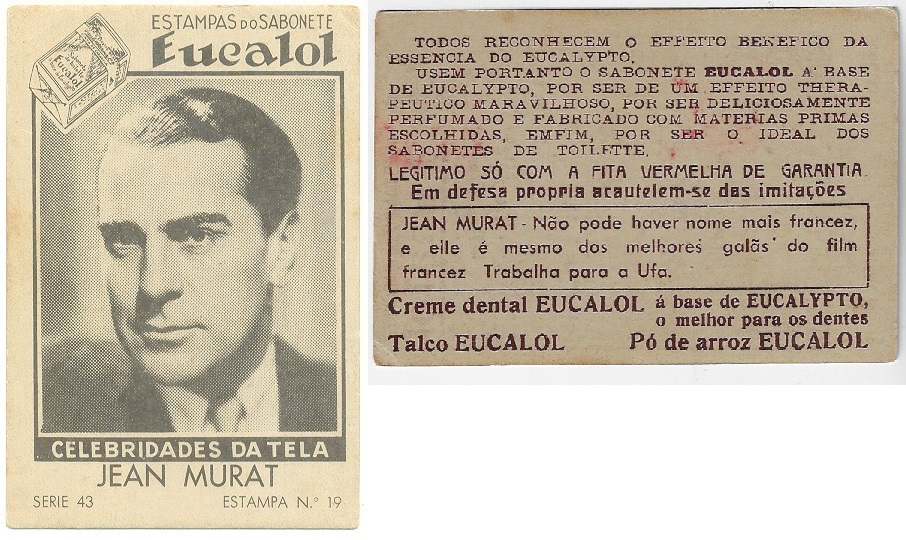 ESTAMPAS DO SABONETE
Eucalol
Eucalol
CELEBRIDADES DA TELA
JEAN MURAT
SERIE 43 ESTAMPA N.º 19
TODOS RECONHECEM O EFFEITO BENEFICO DA
ESSENCIA DO EUCALYPTO.
USEM PORTANTO O SABONETE EUCALOL A' BASE
DE EUCALYPTO, POR SER DE UM EFFEITO THERA-
PEUTICO MARAVILHOSO, POR SER DELICIOSAMENTE
PERFUMADO E FABRICADO COM MATERIAS PRIMAS
ESCOLHIDAS, EMFIM, POR SER O IDEAL DOS
SABONETES DE TOILETTE.
LEGITIMO SÓ COM A FITA VERMELHA DE GARANTIA.
Em defesa propria acautelem-se das imitações
JEAN MURAT - Não pode haver nome mais francez,
e elle é mesmo dos melhores galãs do film
francez Trabalha para a Ufa.
Creme dental EUCALOL á base de EUCALYPTO,
o melhor para os dentes
Talco EUCALOL Pó de arroz EUCALOL